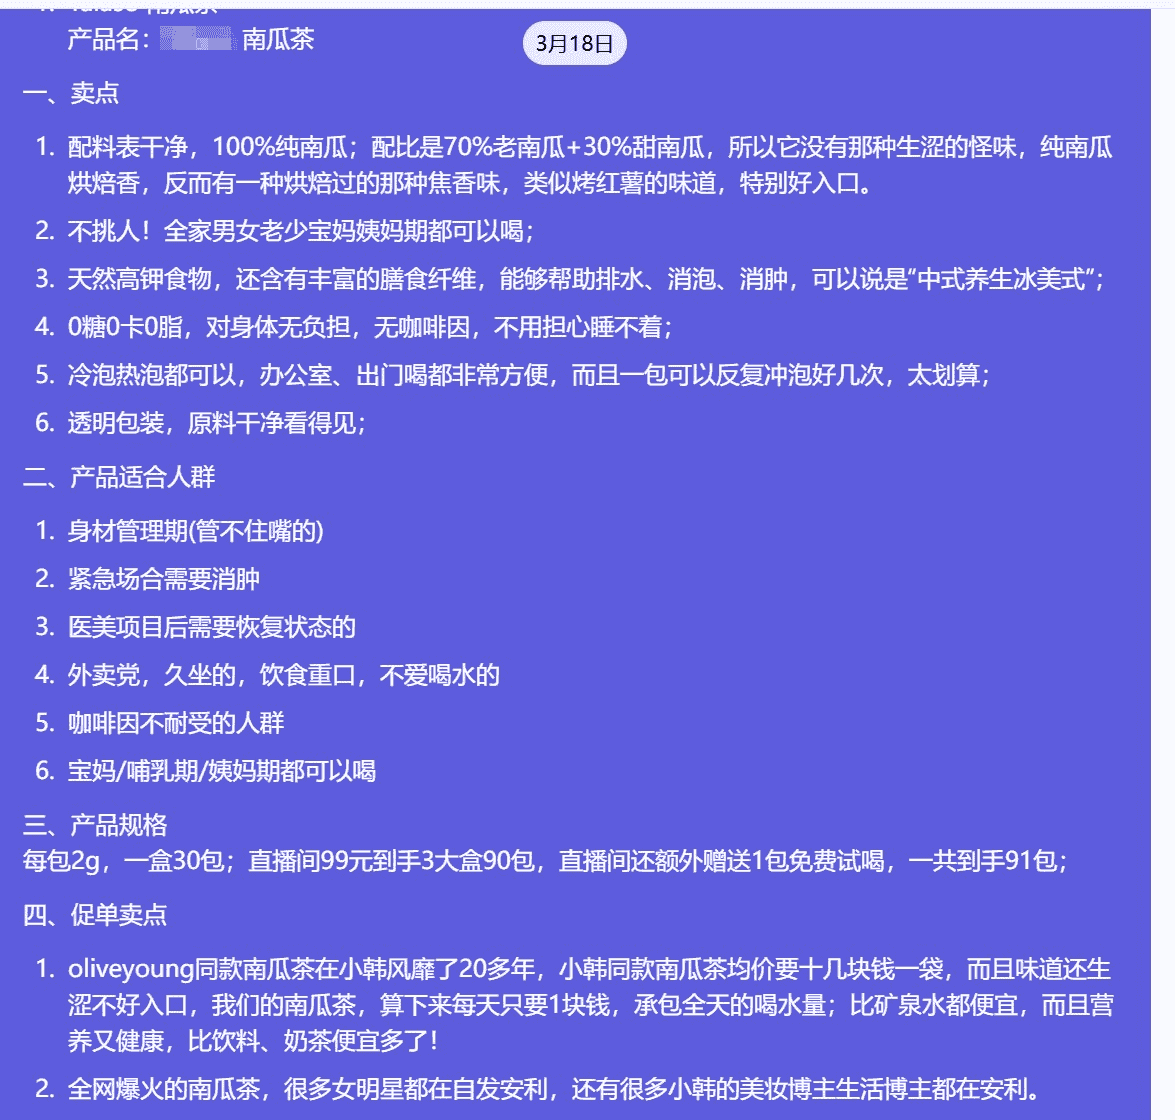 产品名： 南瓜茶
3月18日
一、卖点
1. 配料表干净，100%纯南瓜；配比是70%老南瓜+30%甜南瓜，所以它没有那种生涩的怪味，纯南瓜
烘焙香，反而有一种烘焙过的那种焦香味，类似烤红薯的味道，特别好入口。
2. 不挑人！全家男女老少宝妈姨妈期都可以喝；
3. 天然高钾食物，还含有丰富的膳食纤维，能够帮助排水、消泡、消肿，可以说是“中式养生冰美式”；
4. 0糖0卡0脂，对身体无负担，无咖啡因，不用担心睡不着；
5. 冷泡热泡都可以，办公室、出门喝都非常方便，而且一包可以反复冲泡好几次，太划算；
6. 透明包装，原料干净看得见；
二、产品适合人群
1. 身材管理期(管不住嘴的)
2. 紧急场合需要消肿
3. 医美项目后需要恢复状态的
4. 外卖党，久坐的，饮食重口，不爱喝水的
5. 咖啡因不耐受的人群
6. 宝妈/哺乳期/姨妈期都可以喝
三、产品规格
每包2g，一盒30包；直播间99元到手3大盒90包，直播间还额外赠送1包免费试喝，一共到手91包；
四、促单卖点
1. oliveyoung同款南瓜茶在小韩风靡了20多年，小韩同款南瓜茶均价要十几块钱一袋，而且味道还生
涩不好入口，我们的南瓜茶，算下来每天只要1块钱，承包全天的喝水量；比矿泉水都便宜，而且营
养又健康，比饮料、奶茶便宜多了！
2. 全网爆火的南瓜茶，很多女明星都在自发安利，还有很多小韩的美妆博主生活博主都在安利。